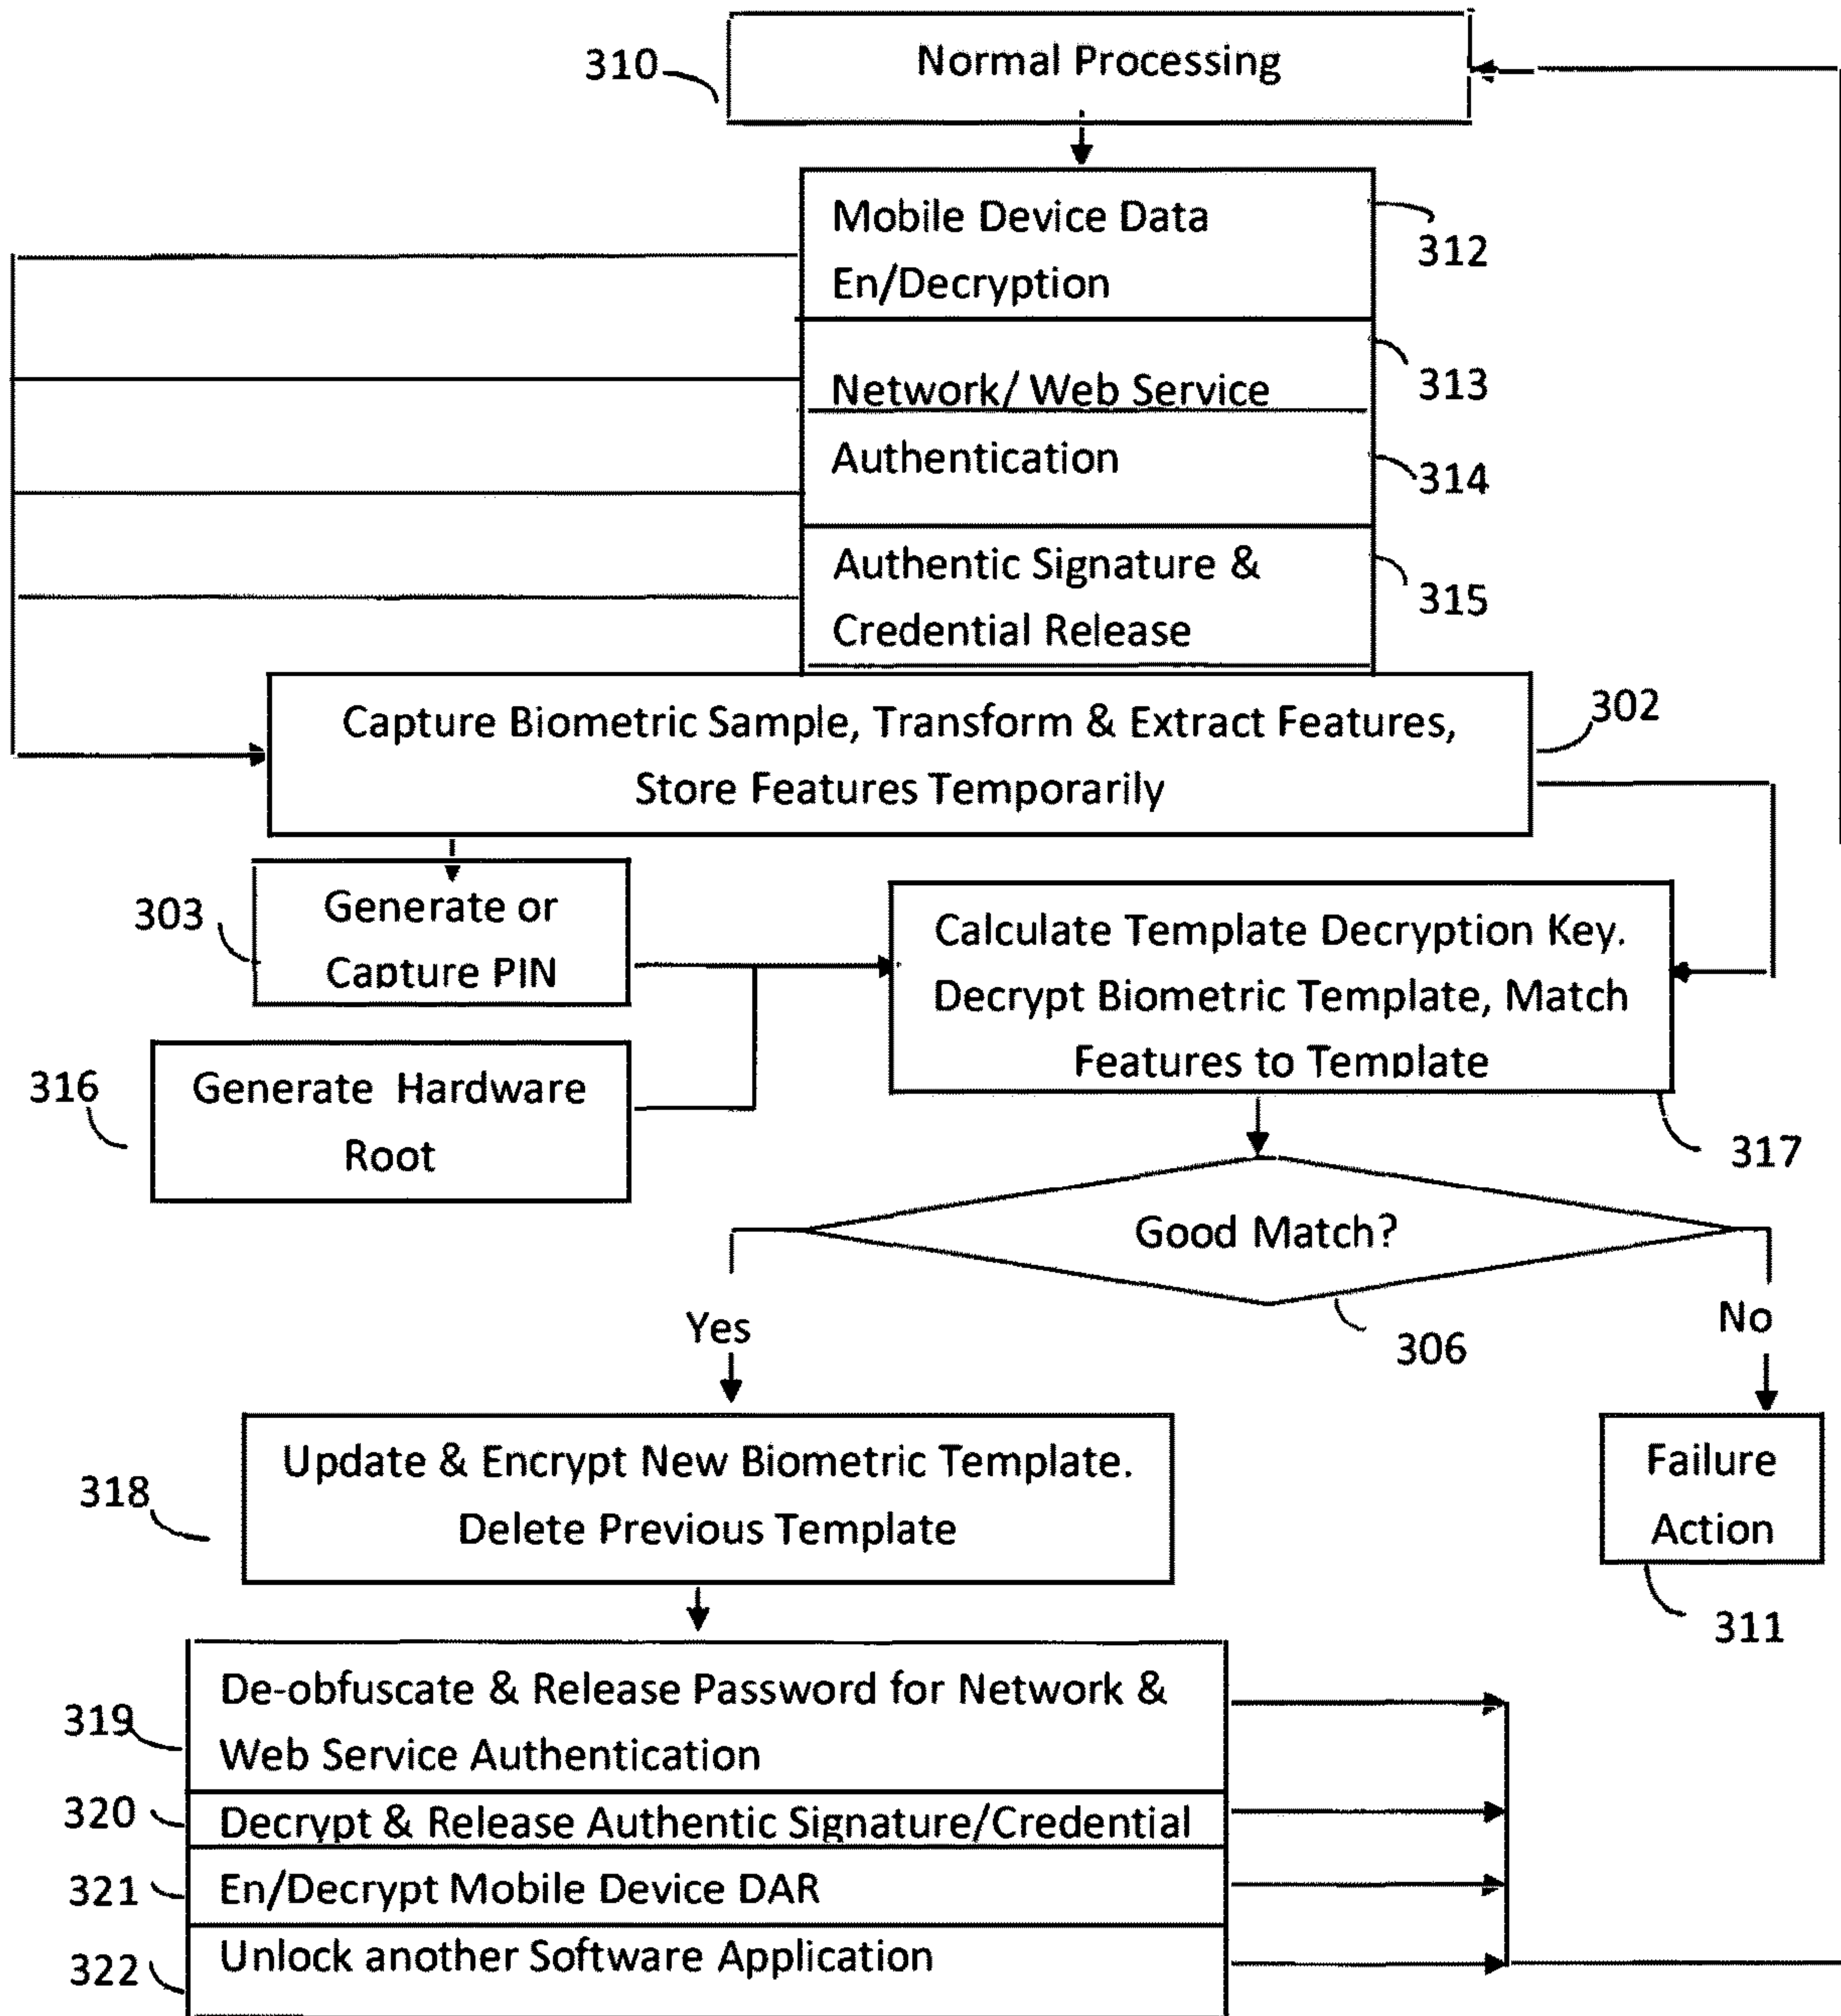 Normal Processing
310
Mobile Device Data
En/Decryption
312
Network/ Web Service
313
Authentication
314
Authentic Signature &
Credential Release
315
Capture Biometric Sample, Transform & Extract Features,
Store Features Temporarily
302
Generate or
Capture PIN
303
Calculate Template Decryption Key.
Decrypt Biometric Template, Match
Features to Template
317
Generate Hardware
Root
316
Good Match?
306
Yes
No
Update & Encrypt New Biometric Template.
Delete Previous Template
318
Failure
Action
311
De-obfuscate & Release Password for Network &
Web Service Authentication
319
Decrypt & Release Authentic Signature/Credential
320
En/Decrypt Mobile Device DAR
321
Unlock another Software Application
322